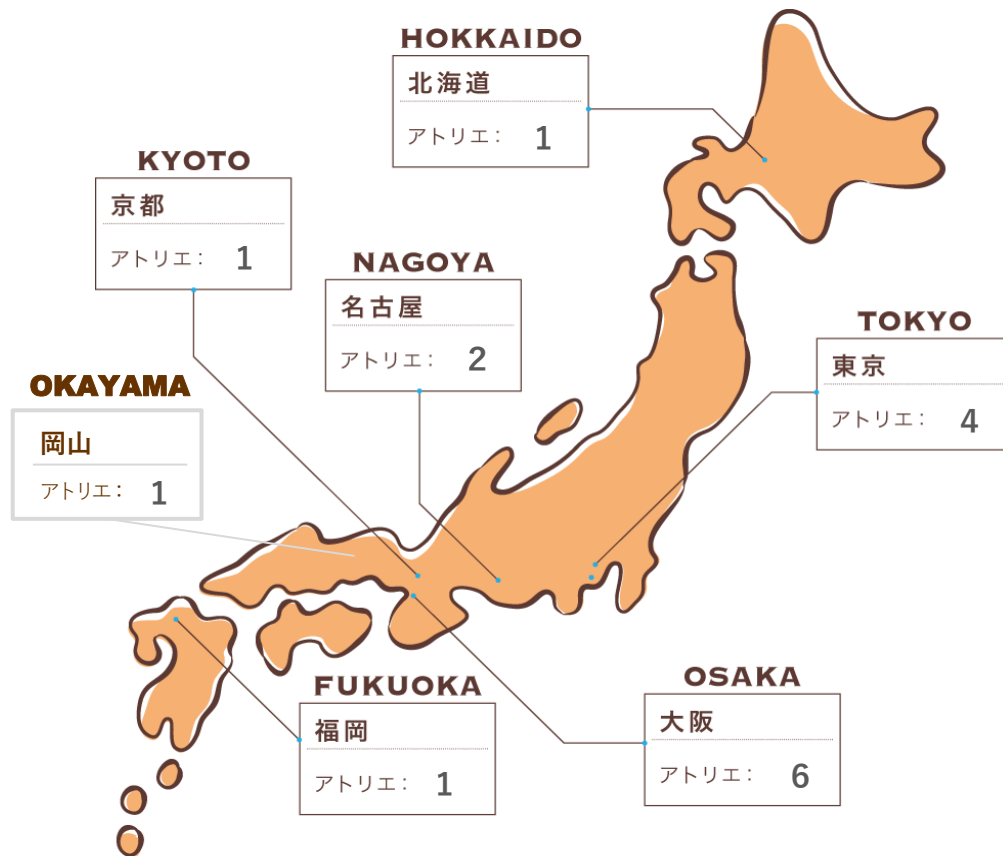 HOKKAIDO
北海道
アトリエ： 1
KYOTO
京都
アトリエ： 1
NAGOYA
名古屋
アトリエ： 2
TOKYO
東京
アトリエ： 4
OKAYAMA
岡山
アトリエ： 1
FUKUOKA
福岡
アトリエ： 1
OSAKA
大阪
アトリエ： 6